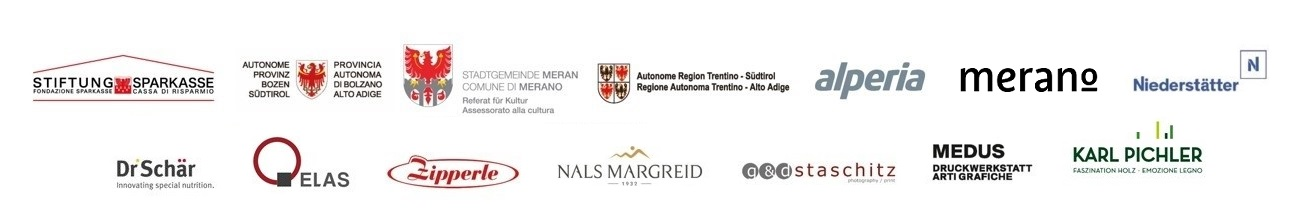 STIFTUNG SPARKASSE
FONDAZIONE SPARKASSE CASSA DI RISPARMIO
AUTONOME
PROVINZ
BOZEN
SÜDTIROL
PROVINCIA
AUTONOMA
DI BOLZANO
ALTO ADIGE
STADTGEMEINDE MERAN
COMUNE DI MERANO
Referat für Kultur
Assessorato alla cultura
Autonome Region Trentino - Südtirol
Regione Autonoma Trentino - Alto Adige
alperia
merano
Niederstätter
N
Dr Schär
Innovating special nutrition.
ELAS
Zipperle
NALS MARGREID
1932
a&dstaschitz
photography / print
MEDUS
DRUCKWERKSTATT
ARTI GRAFICHE
KARL PICHLER
FASZINATION HOLZ · EMOZIONE LEGNO